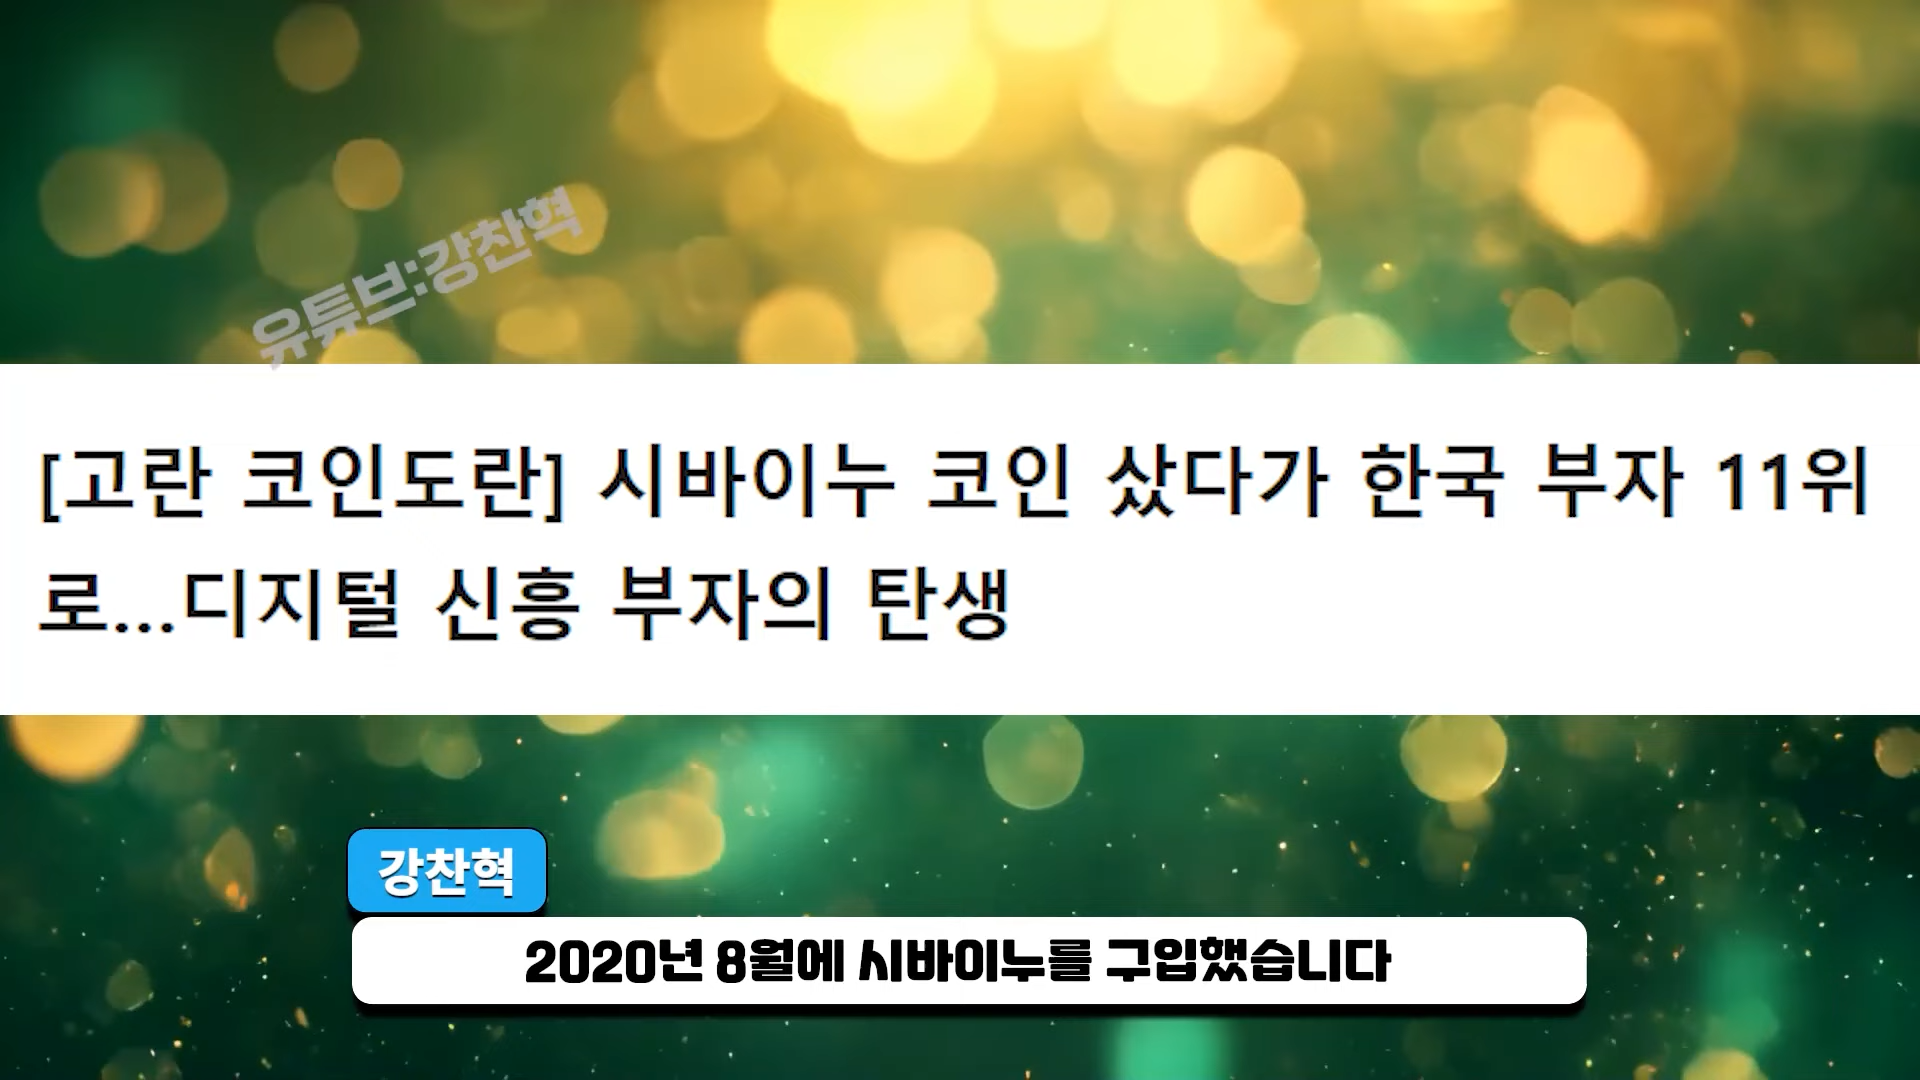 유튜브:강찬혁
[고란 코인도란] 시바이누 코인 샀다가 한국 부자 11위
로...디지털 신흥 부자의 탄생
강찬혁
2020년 8월에 시바이누를 구입했습니다